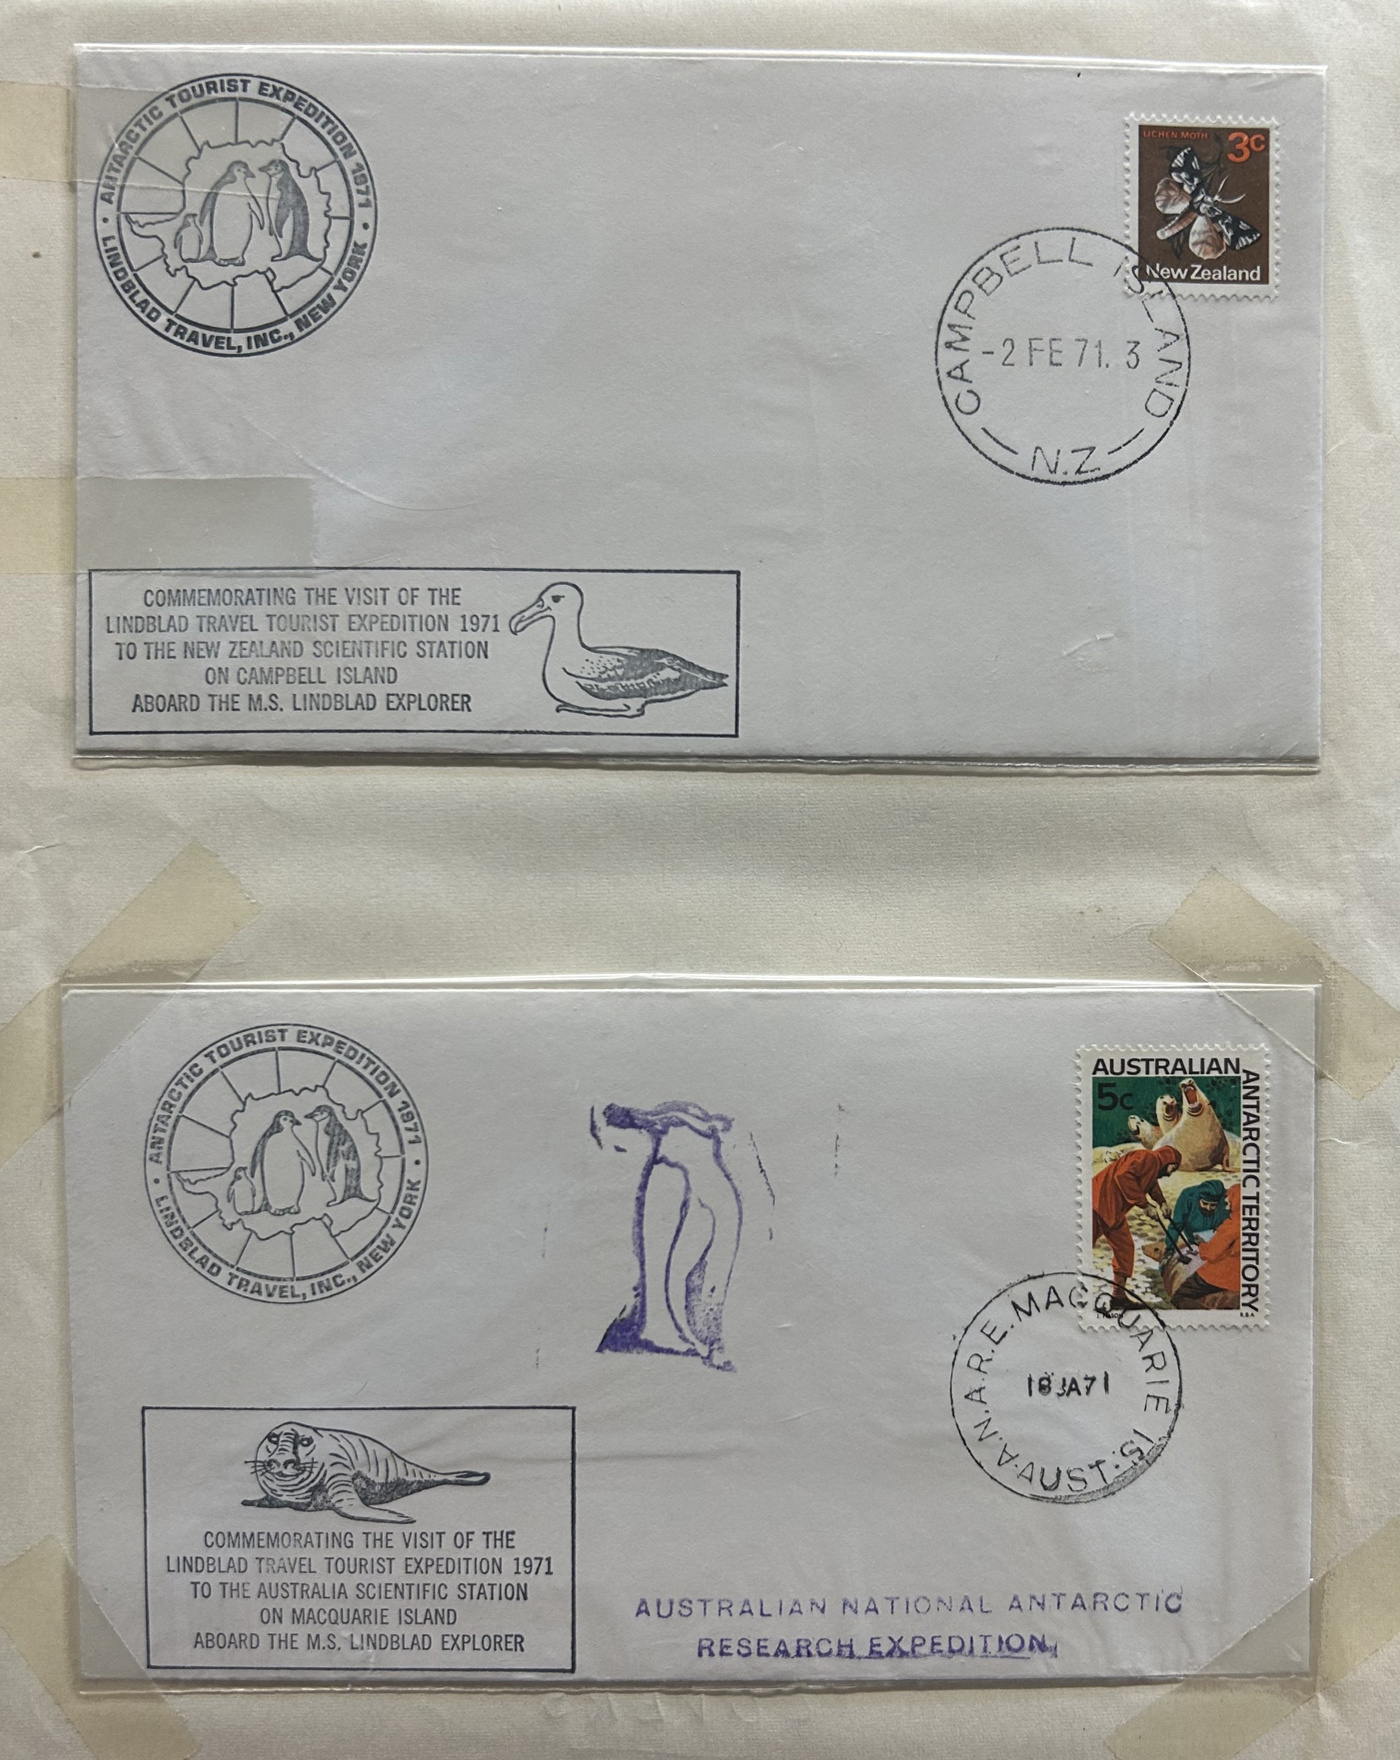 • ANTARCTIC TOURIST EXPEDITION 1971 •
LINDBLAD TRAVEL, INC., NEW YORK
LICHEN MOTH
3c
New Zealand
CAMPBELL ISLAND
-2 FE 71. 3
N.Z
COMMEMORATING THE VISIT OF THE
LINDBLAD TRAVEL TOURIST EXPEDITION 1971
TO THE NEW ZEALAND SCIENTIFIC STATION
ON CAMPBELL ISLAND
ABOARD THE M.S. LINDBLAD EXPLORER
• ANTARCTIC TOURIST EXPEDITION 1971 •
LINDBLAD TRAVEL, INC., NEW YORK
AUSTRALIAN
ANTARCTIC TERRITORY
5c
A.N.A.R.E. MACQUARIE IS.
18 JA 71
AUST.
COMMEMORATING THE VISIT OF THE
LINDBLAD TRAVEL TOURIST EXPEDITION 1971
TO THE AUSTRALIA SCIENTIFIC STATION
ON MACQUARIE ISLAND
ABOARD THE M.S. LINDBLAD EXPLORER
AUSTRALIAN NATIONAL ANTARCTIC
RESEARCH EXPEDITION,